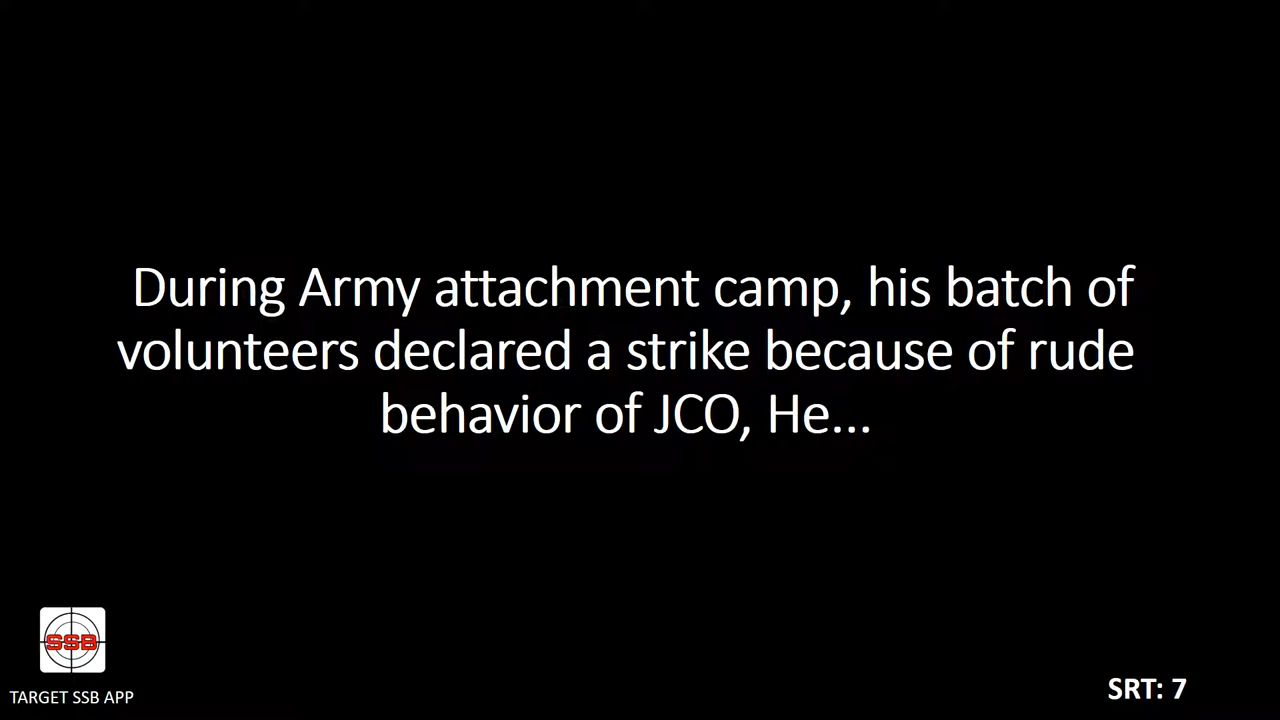 During Army attachment camp, his batch of
volunteers declared a strike because of rude
behavior of JCO, He...
SSB
TARGET SSB APP
SRT: 7